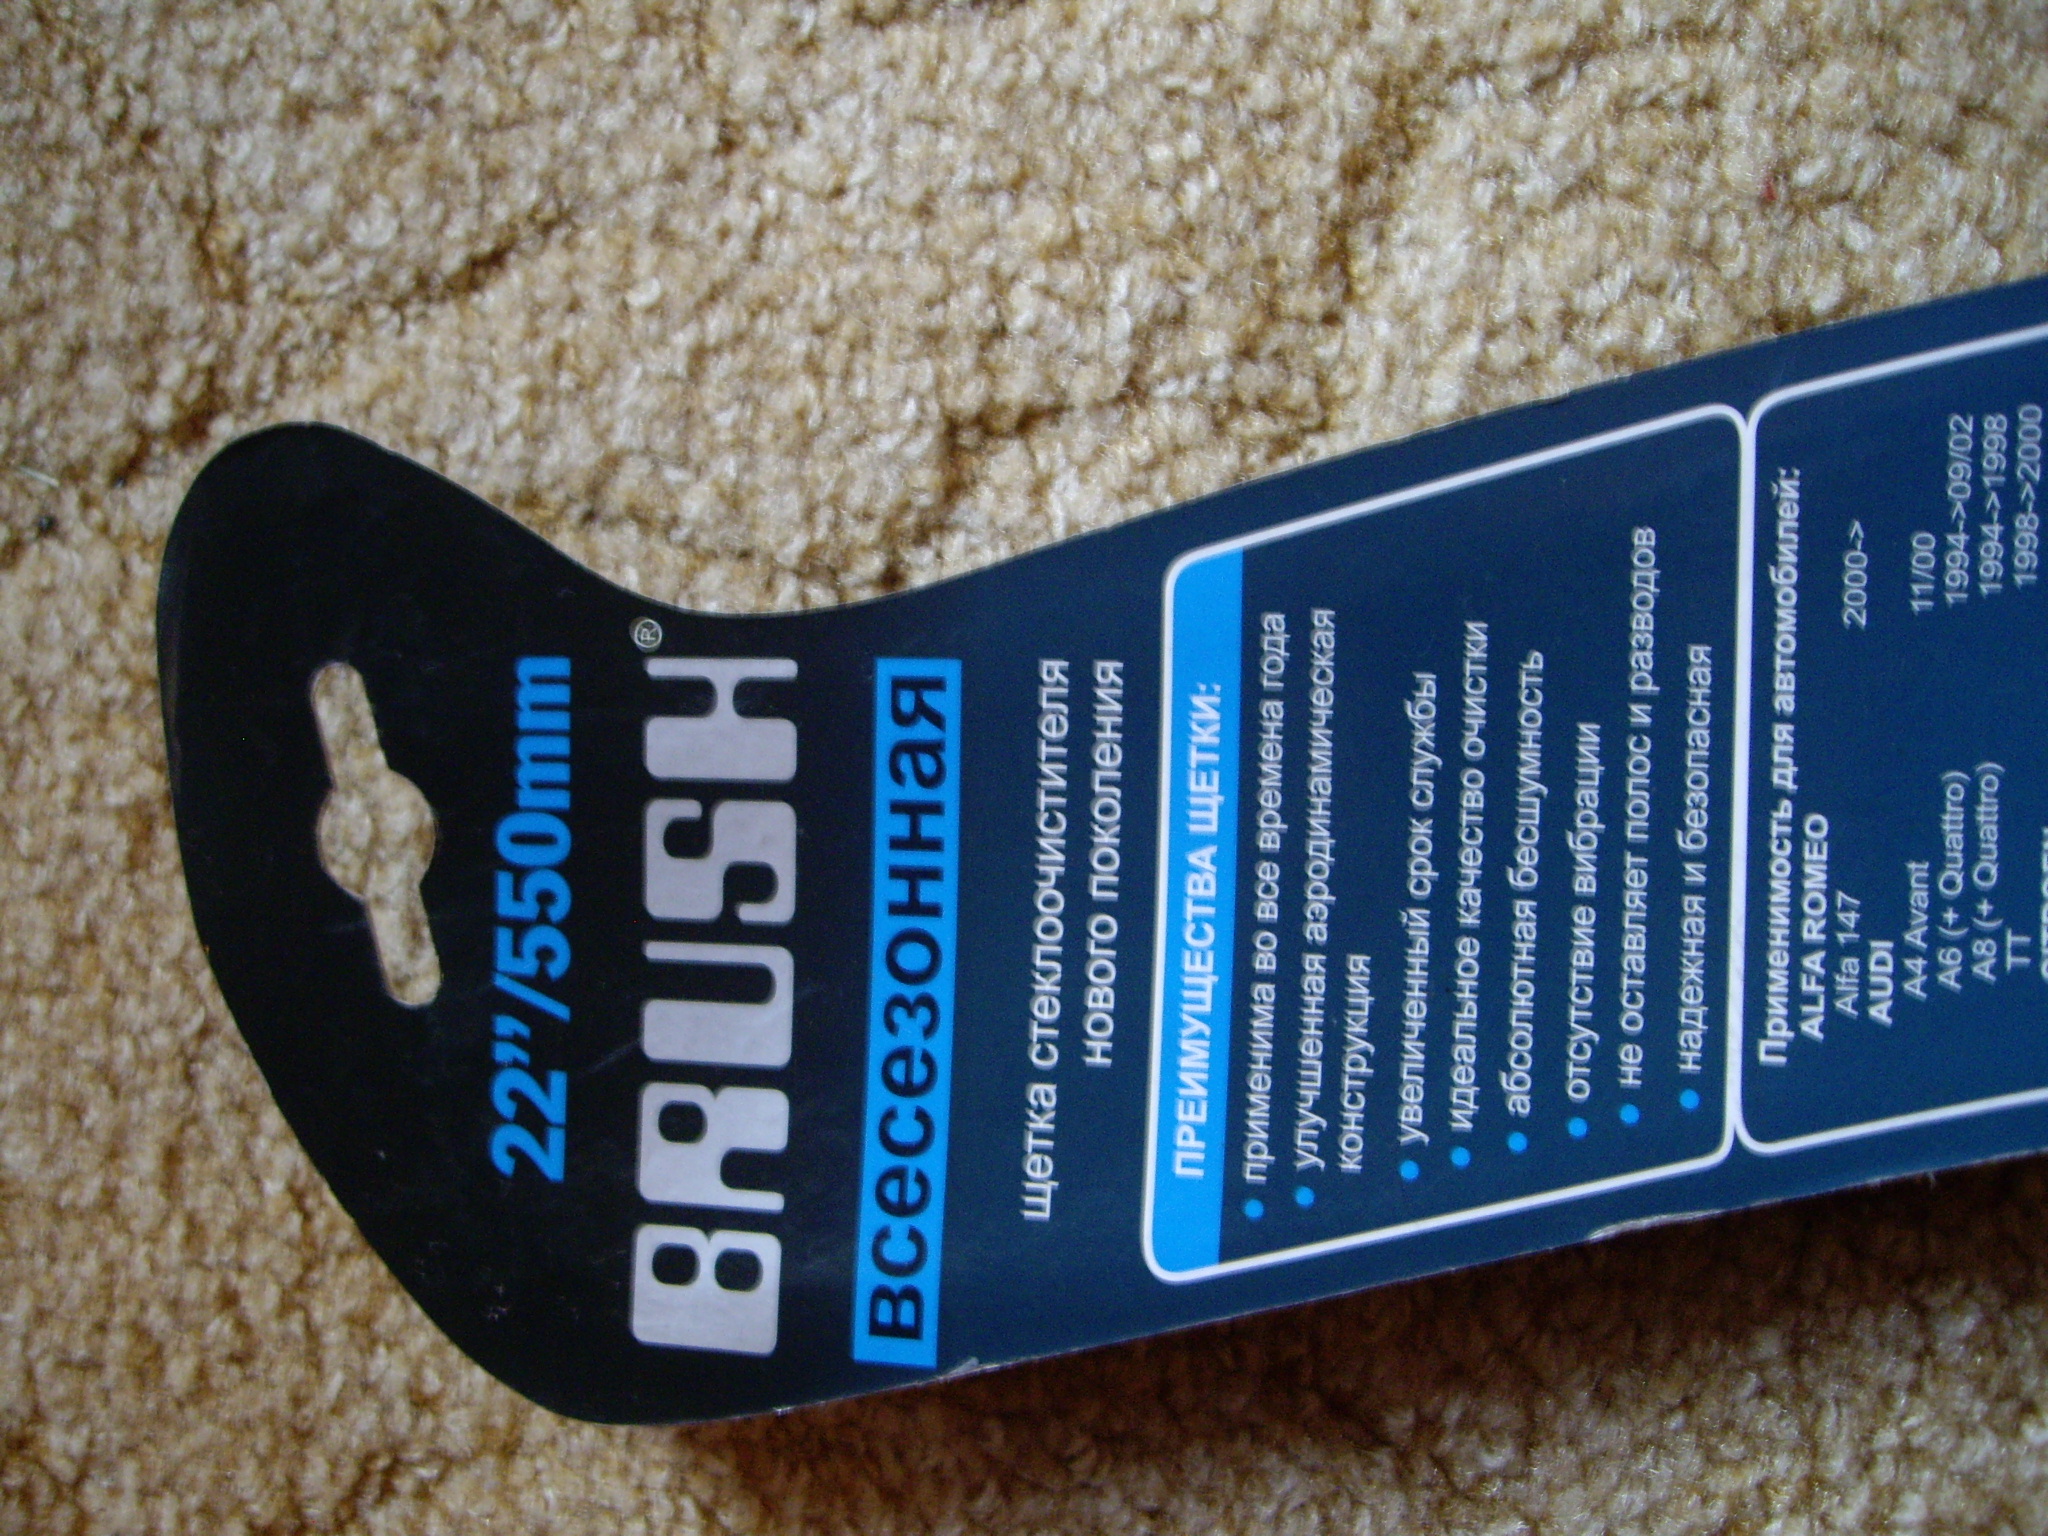 22”/550mm
BRUSH®
всесезонная
щетка стеклоочистителя
нового поколения
ПРЕИМУЩЕСТВА ЩЕТКИ:
• применима во все времена года
• улучшенная аэродинамическая
конструкция
• увеличенный срок службы
• идеальное качество очистки
• абсолютная бесшумность
• отсутствие вибрации
• не оставляет полос и разводов
• надежная и безопасная
Применимость для автомобилей:
ALFA ROMEO
Alfa 147 2000->
AUDI
A4 Avant 11/00
A6 (+ Quattro) 1994->09/02
A8 (+ Quattro) 1994->1998
TT 1998->2000